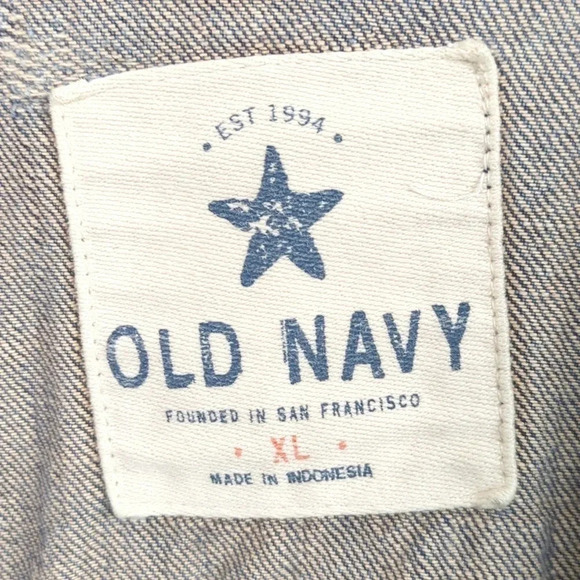 • EST 1994 •
OLD NAVY
FOUNDED IN SAN FRANCISCO
• XL •
MADE IN INDONESIA